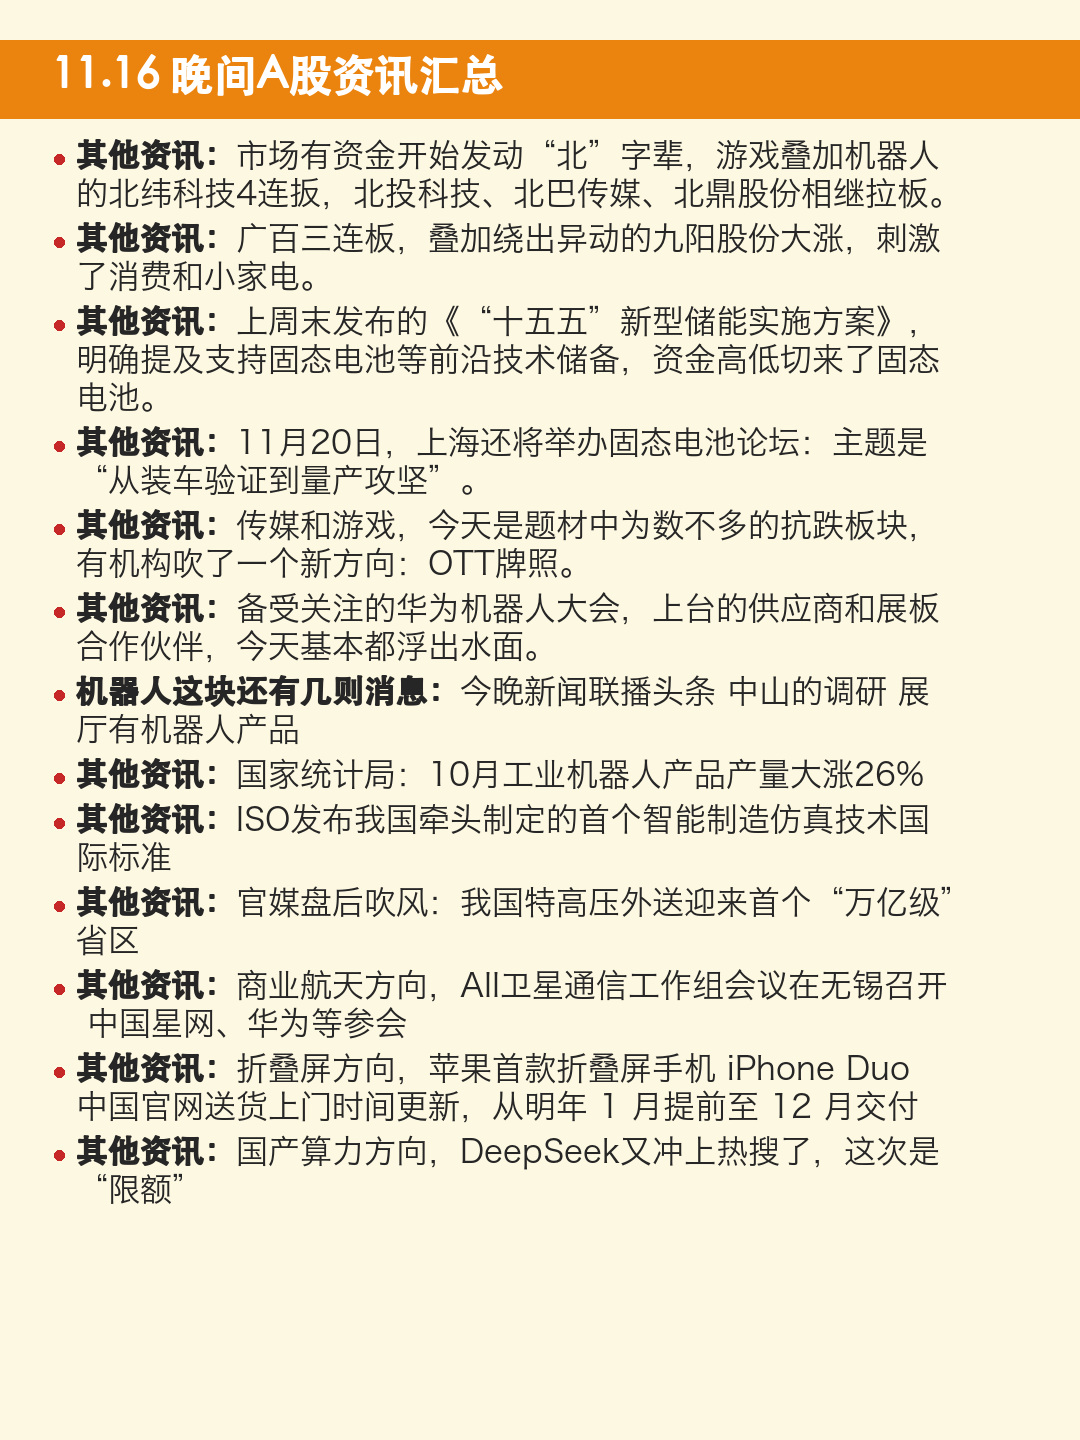 11.16 晚间A股资讯汇总
其他资讯：市场有资金开始发动“北”字辈，游戏叠加机器人
的北纬科技4连扳，北投科技、北巴传媒、北鼎股份相继拉板。
其他资讯：广百三连板，叠加绕出异动的九阳股份大涨，刺激
了消费和小家电。
其他资讯：上周末发布的《“十五五”新型储能实施方案》，
明确提及支持固态电池等前沿技术储备，资金高低切来了固态
电池。
其他资讯：11月20日，上海还将举办固态电池论坛：主题是
“从装车验证到量产攻坚”。
其他资讯：传媒和游戏，今天是题材中为数不多的抗跌板块，
有机构吹了一个新方向：OTT牌照。
其他资讯：备受关注的华为机器人大会，上台的供应商和展板
合作伙伴，今天基本都浮出水面。
机器人这块还有几则消息：今晚新闻联播头条 中山的调研 展
厅有机器人产品
其他资讯：国家统计局：10月工业机器人产品产量大涨26%
其他资讯：ISO发布我国牵头制定的首个智能制造仿真技术国
际标准
其他资讯：官媒盘后吹风：我国特高压外送迎来首个“万亿级”
省区
其他资讯：商业航天方向，AII卫星通信工作组会议在无锡召开
中国星网、华为等参会
其他资讯：折叠屏方向，苹果首款折叠屏手机 iPhone Duo
中国官网送货上门时间更新，从明年 1 月提前至 12 月交付
其他资讯：国产算力方向，DeepSeek又冲上热搜了，这次是
“限额”